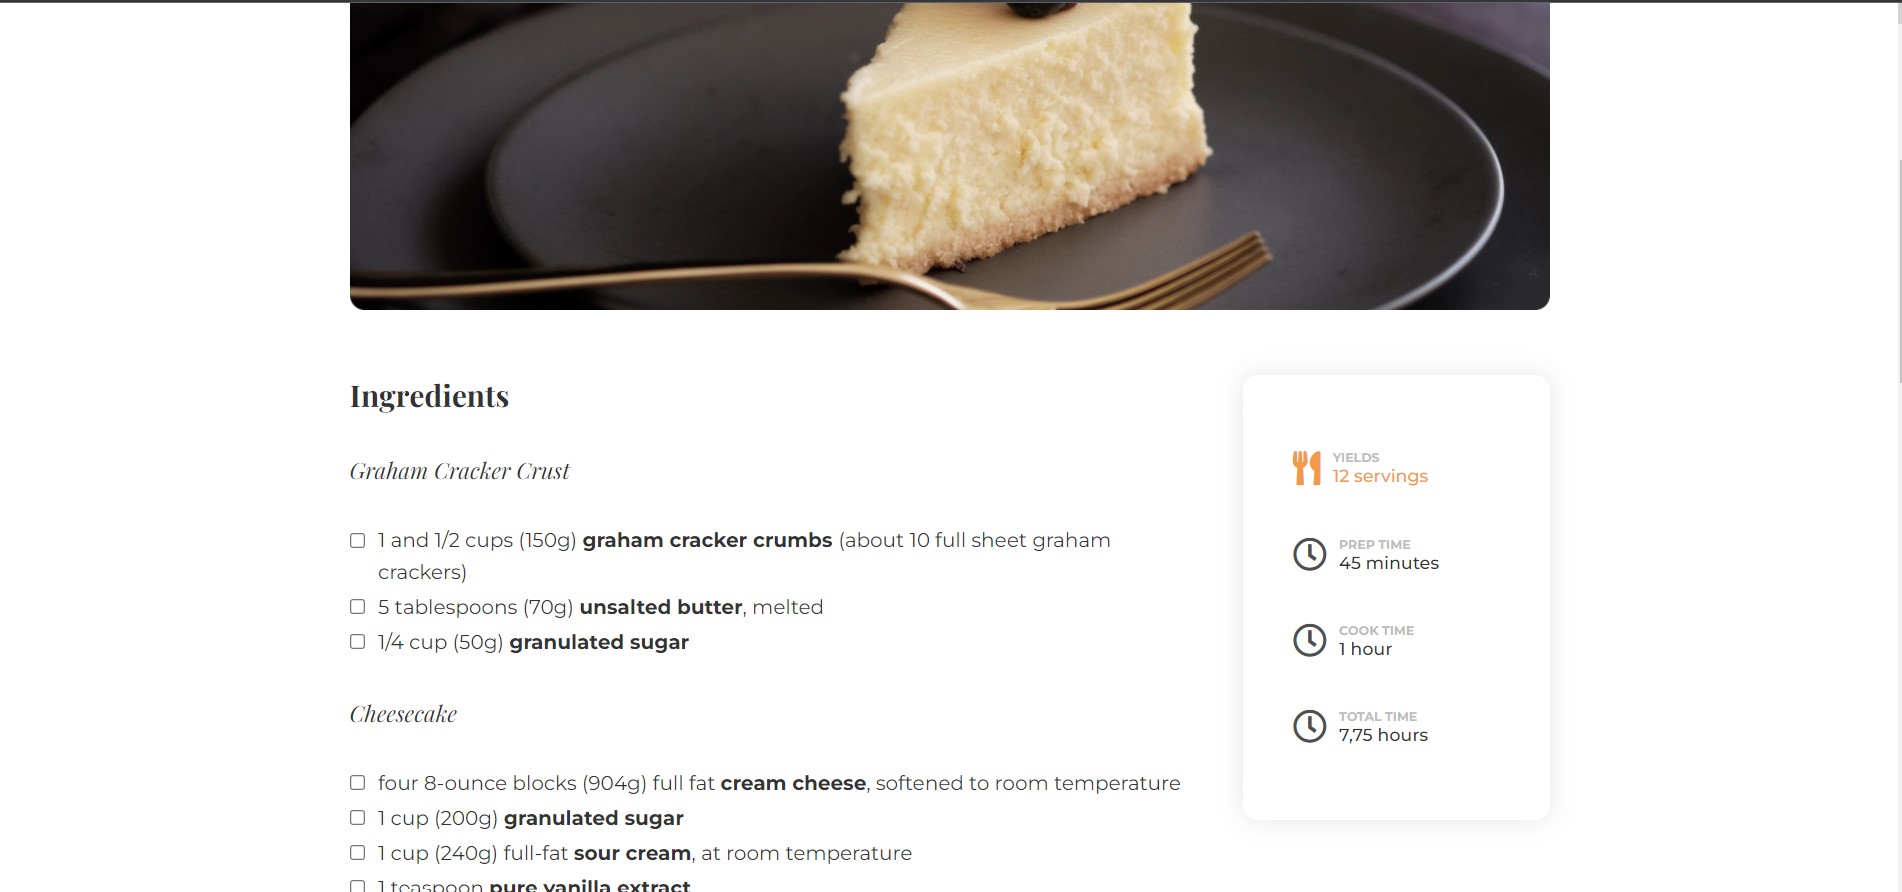 Ingredients
Graham Cracker Crust
1 and 1/2 cups (150g) graham cracker crumbs (about 10 full sheet graham
crackers)
5 tablespoons (70g) unsalted butter, melted
1/4 cup (50g) granulated sugar
Cheesecake
four 8-ounce blocks (904g) full fat cream cheese, softened to room temperature
1 cup (200g) granulated sugar
1 cup (240g) full-fat sour cream, at room temperature
1 teaspoon pure vanilla extract
YIELDS
12 servings
PREP TIME
45 minutes
COOK TIME
1 hour
TOTAL TIME
7,75 hours